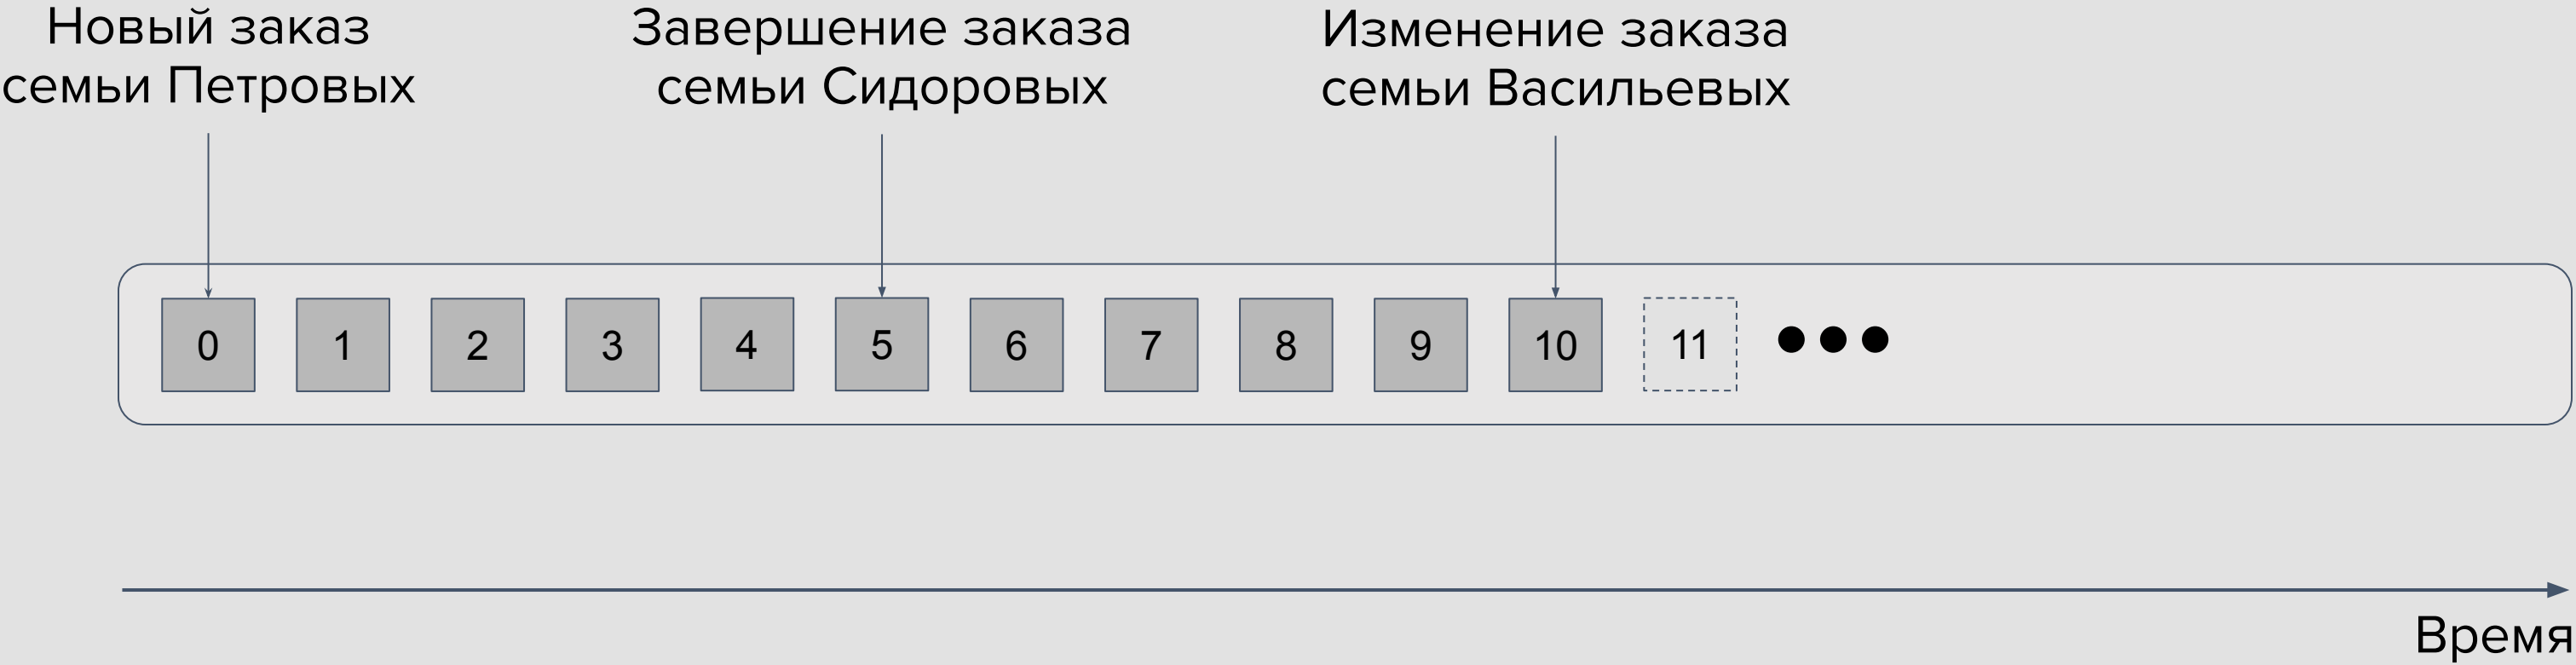 Новый заказ
семьи Петровых
Завершение заказа
семьи Сидоровых
Изменение заказа
семьи Васильевых
0 1 2 3 4 5 6 7 8 9 10 11
Время